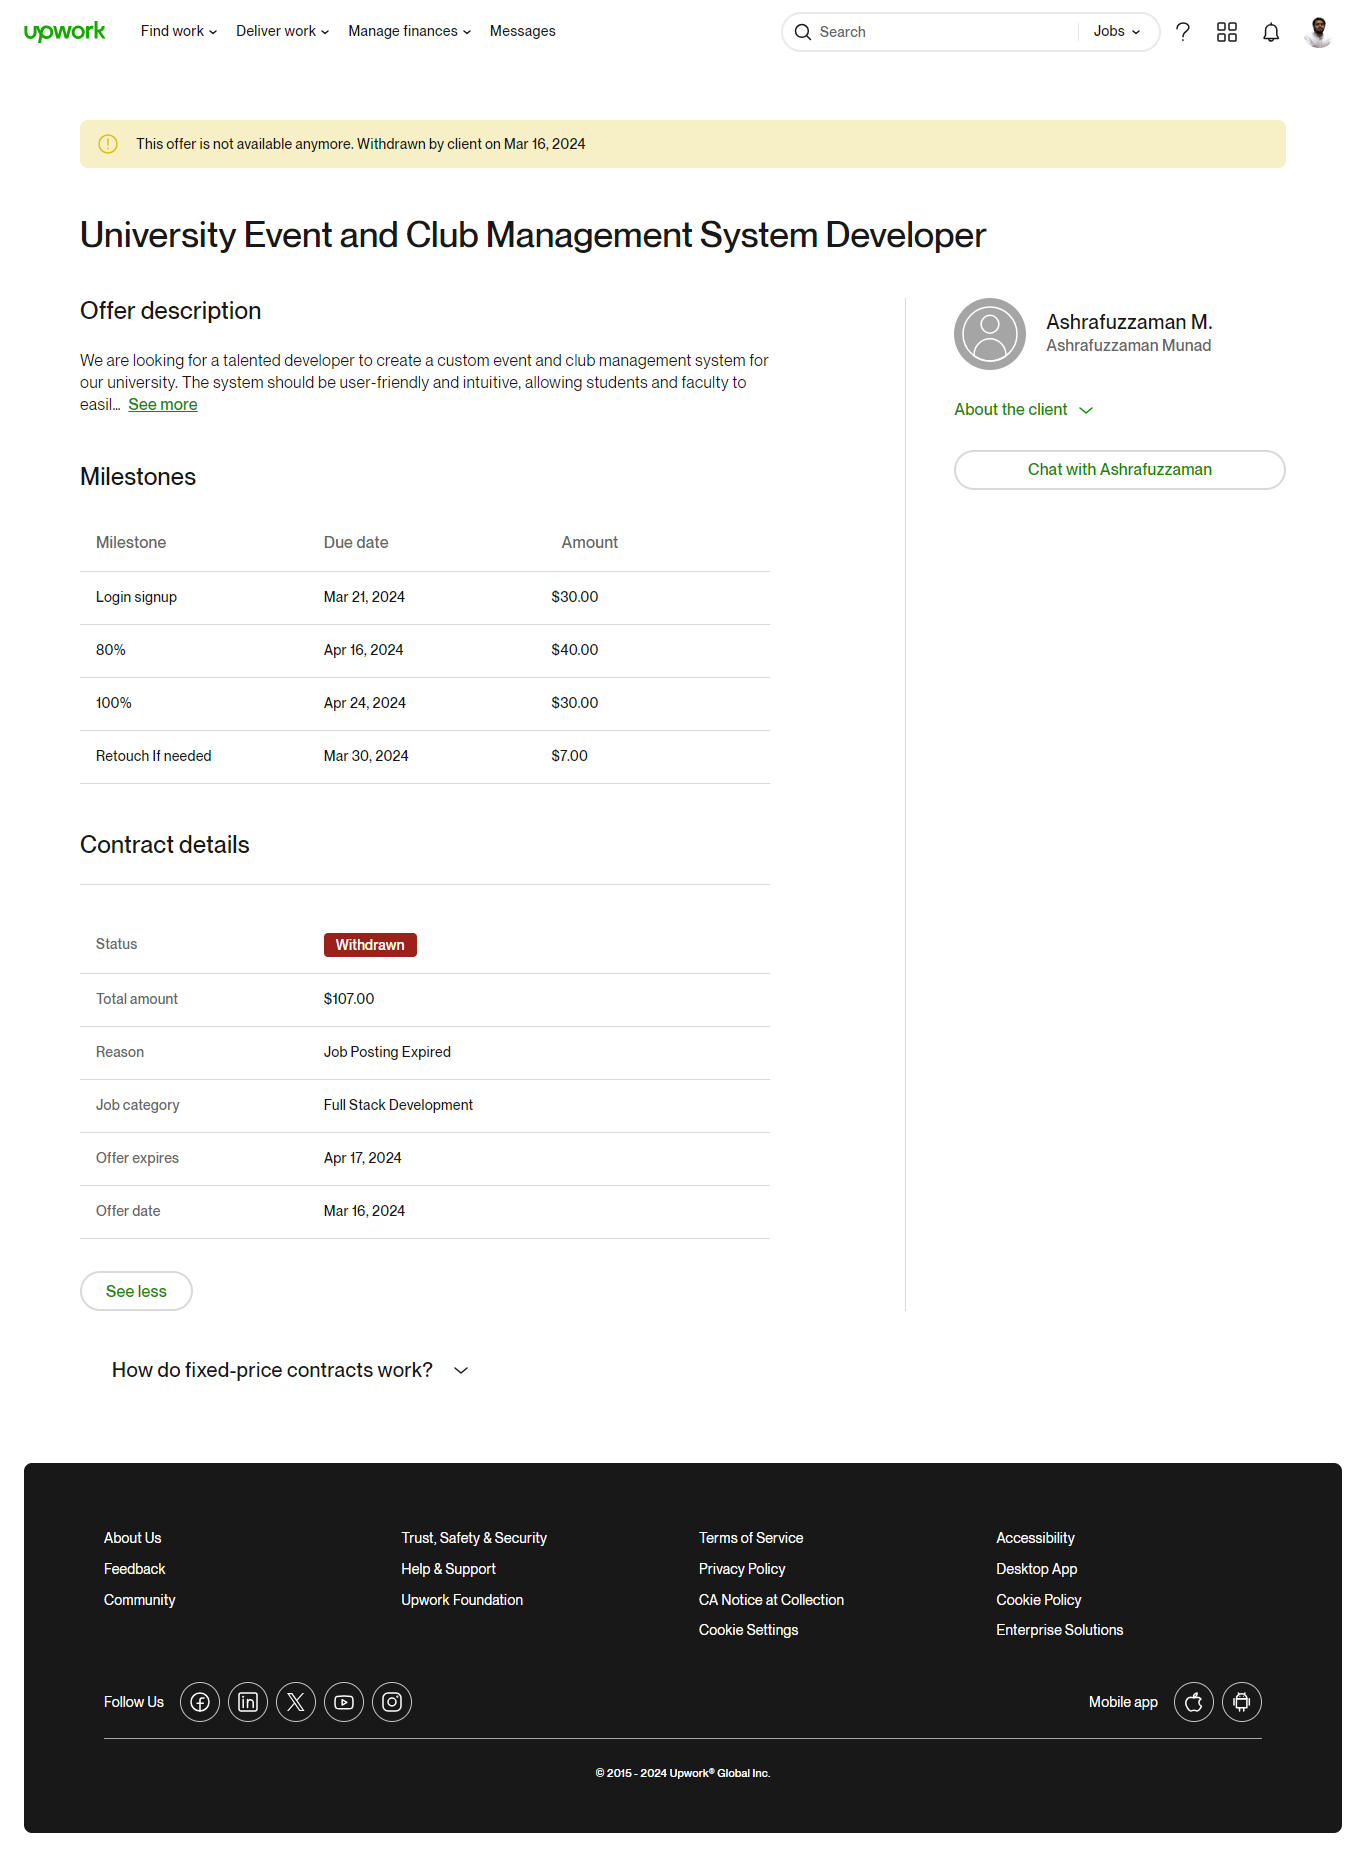 upwork Find work Deliver work Manage finances Messages Search Jobs
This offer is not available anymore. Withdrawn by client on Mar 16, 2024
University Event and Club Management System Developer
Offer description
We are looking for a talented developer to create a custom event and club management system for
our university. The system should be user-friendly and intuitive, allowing students and faculty to
easil... See more
Ashrafuzzaman M.
Ashrafuzzaman Munad
About the client
Chat with Ashrafuzzaman
Milestones
Milestone Due date Amount
Login signup Mar 21, 2024 $30.00
80% Apr 16, 2024 $40.00
100% Apr 24, 2024 $30.00
Retouch If needed Mar 30, 2024 $7.00
Contract details
Status Withdrawn
Total amount $107.00
Reason Job Posting Expired
Job category Full Stack Development
Offer expires Apr 17, 2024
Offer date Mar 16, 2024
See less
How do fixed-price contracts work?
About Us Trust, Safety & Security Terms of Service Accessibility
Feedback Help & Support Privacy Policy Desktop App
Community Upwork Foundation CA Notice at Collection Cookie Policy
Cookie Settings Enterprise Solutions
Follow Us Mobile app
© 2015 - 2024 Upwork® Global Inc.